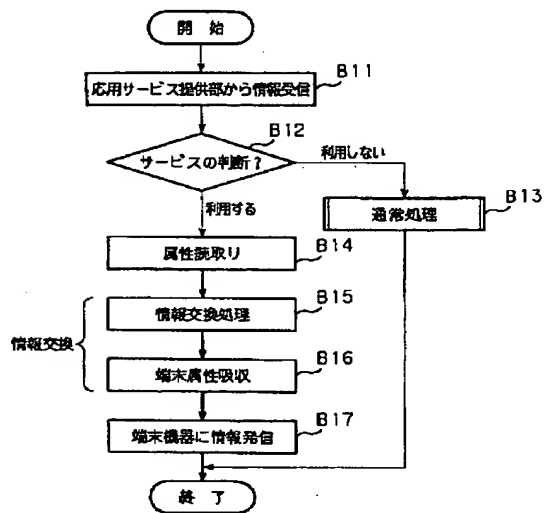 開始
応用サービス提供部から情報受信
B11
サービスの判断?
B12
利用しない
利用する
通常処理
B13
属性読取り
B14
情報交換
情報交換処理
B15
端末属性吸収
B16
端末機器に情報発信
B17
終了